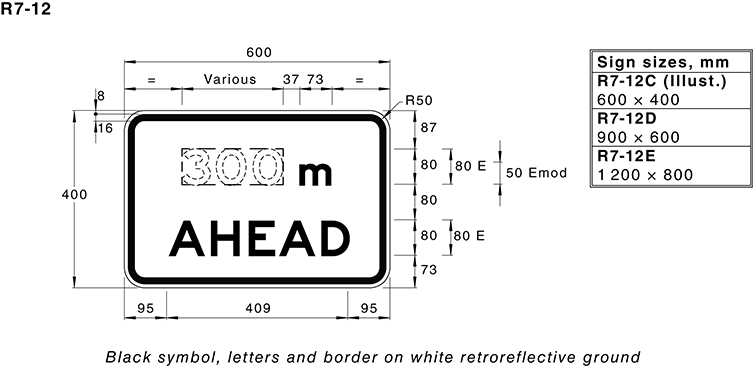 R7-12
600
= Various 37 73 =
8
16
R50
400
300 m
AHEAD
87
80
80
80
73
80 E
80 E
50 Emod
95 409 95
Sign sizes, mm
R7-12C (Illust.)
600 × 400
R7-12D
900 × 600
R7-12E
1 200 × 800
Black symbol, letters and border on white retroreflective ground